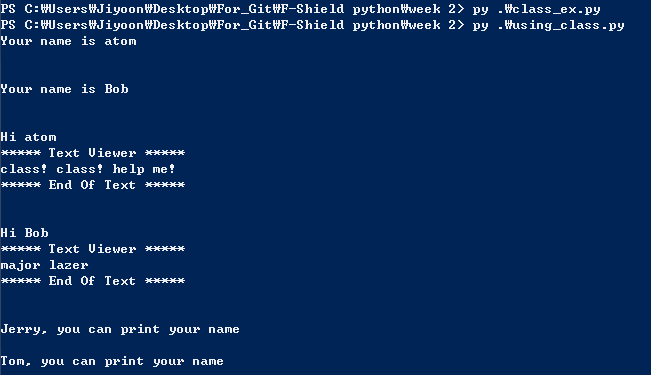 PS C:₩Users₩Jiyoon₩Desktop₩For_Git₩F-Shield python₩week 2> py .₩class_ex.py
PS C:₩Users₩Jiyoon₩Desktop₩For_Git₩F-Shield python₩week 2> py .₩using_class.py
Your name is atom
Your name is Bob
Hi atom
***** Text Viewer *****
class! class! help me!
***** End Of Text *****
Hi Bob
***** Text Viewer *****
major lazer
***** End Of Text *****
Jerry, you can print your name
Tom, you can print your name